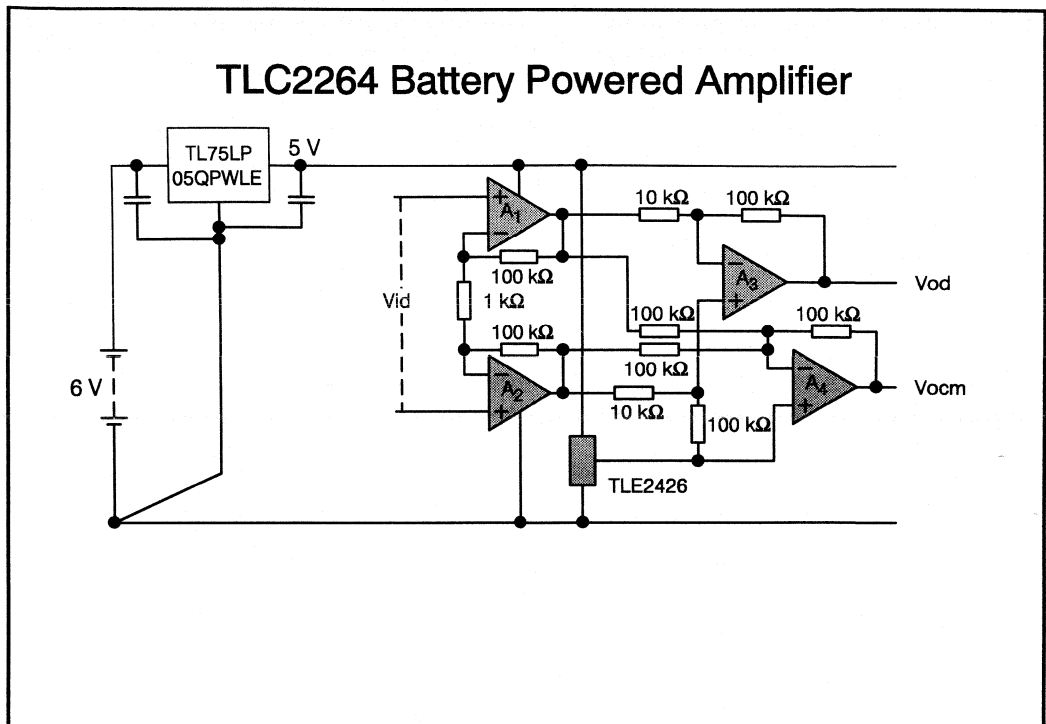 TLC2264 Battery Powered Amplifier
TL75LP
05QPWLE
5 V
10 kΩ
100 kΩ
+
A1
−
100 kΩ
−
A3
+
Vod
Vid
1 kΩ
100 kΩ
100 kΩ
100 kΩ
100 kΩ
−
A2
+
−
A4
+
Vocm
6 V
10 kΩ
100 kΩ
TLE2426